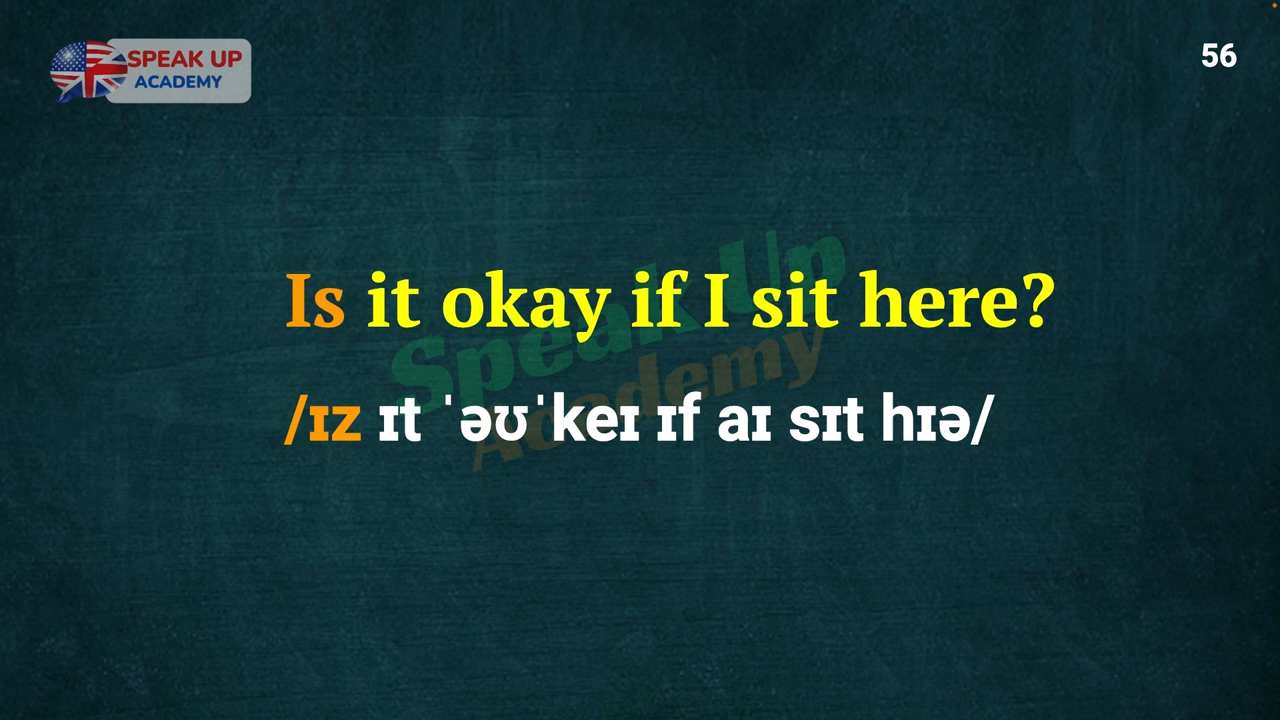 SPEAK UP
ACADEMY
56
Is it okay if I sit here?
/ɪz ɪt ˈəʊˈkeɪ ɪf aɪ sɪt hɪə/
Speak Up
Academy